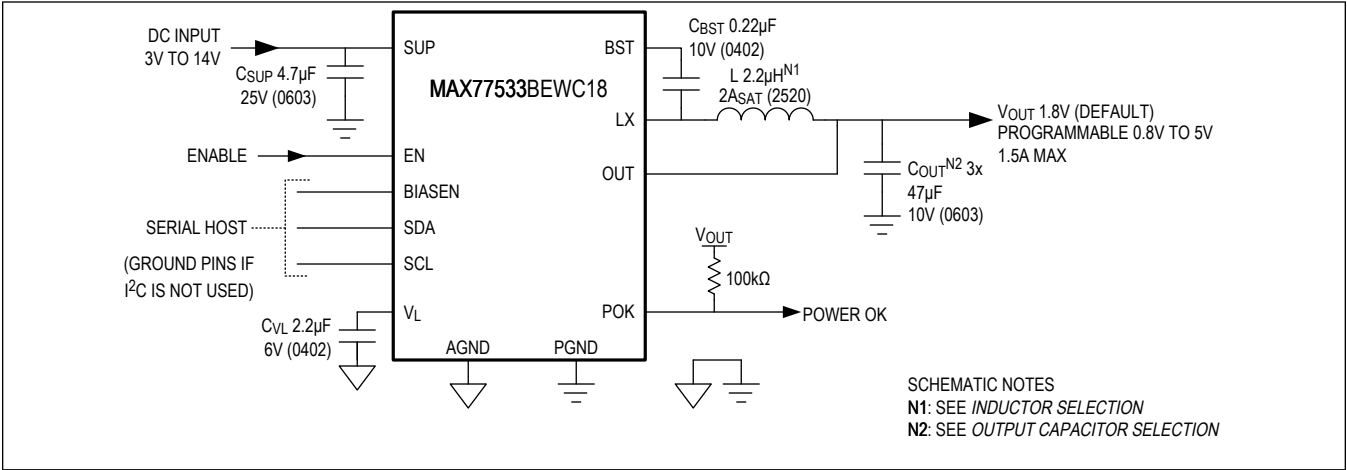 DC INPUT
3V TO 14V
CSUP 4.7µF
25V (0603)
ENABLE
SERIAL HOST
(GROUND PINS IF
I2C IS NOT USED)
CVL 2.2µF
6V (0402)
SUP
BST
MAX77533BEWC18
LX
EN
OUT
BIASEN
SDA
SCL
VL
POK
AGND
PGND
CBST 0.22µF
10V (0402)
L 2.2µHN1
2ASAT (2520)
VOUT 1.8V (DEFAULT)
PROGRAMMABLE 0.8V TO 5V
1.5A MAX
COUTN2 3x
47µF
10V (0603)
VOUT
100kΩ
POWER OK
SCHEMATIC NOTES
N1: SEE INDUCTOR SELECTION
N2: SEE OUTPUT CAPACITOR SELECTION